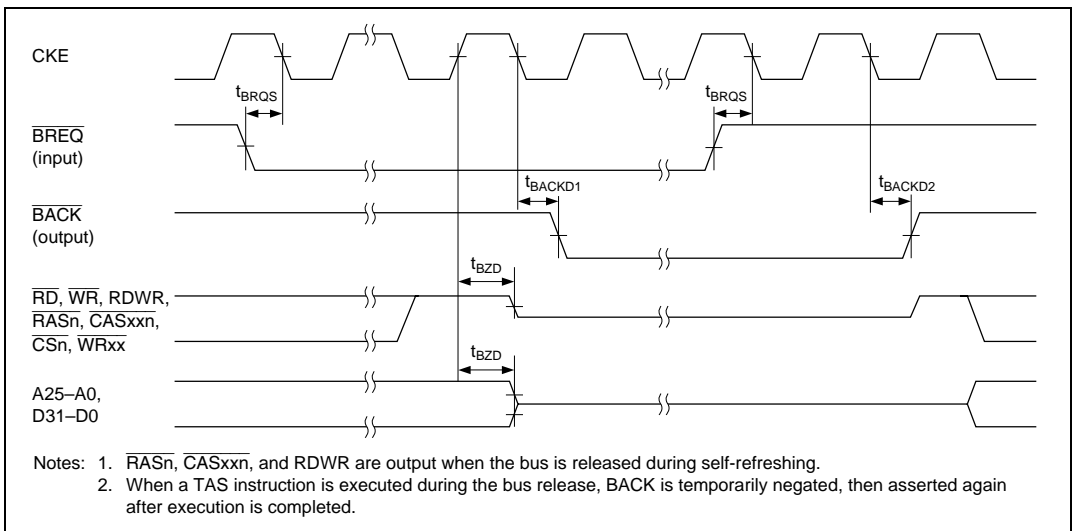 CKE
tBRQS
tBRQS
BREQ
(input)
tBACKD1
tBACKD2
BACK
(output)
tBZD
RD, WR, RDWR,
RASn, CASxxn,
CSn, WRxx
tBZD
A25–A0,
D31–D0
Notes: 1. RASn, CASxxn, and RDWR are output when the bus is released during self-refreshing.
2. When a TAS instruction is executed during the bus release, BACK is temporarily negated, then asserted again
after execution is completed.